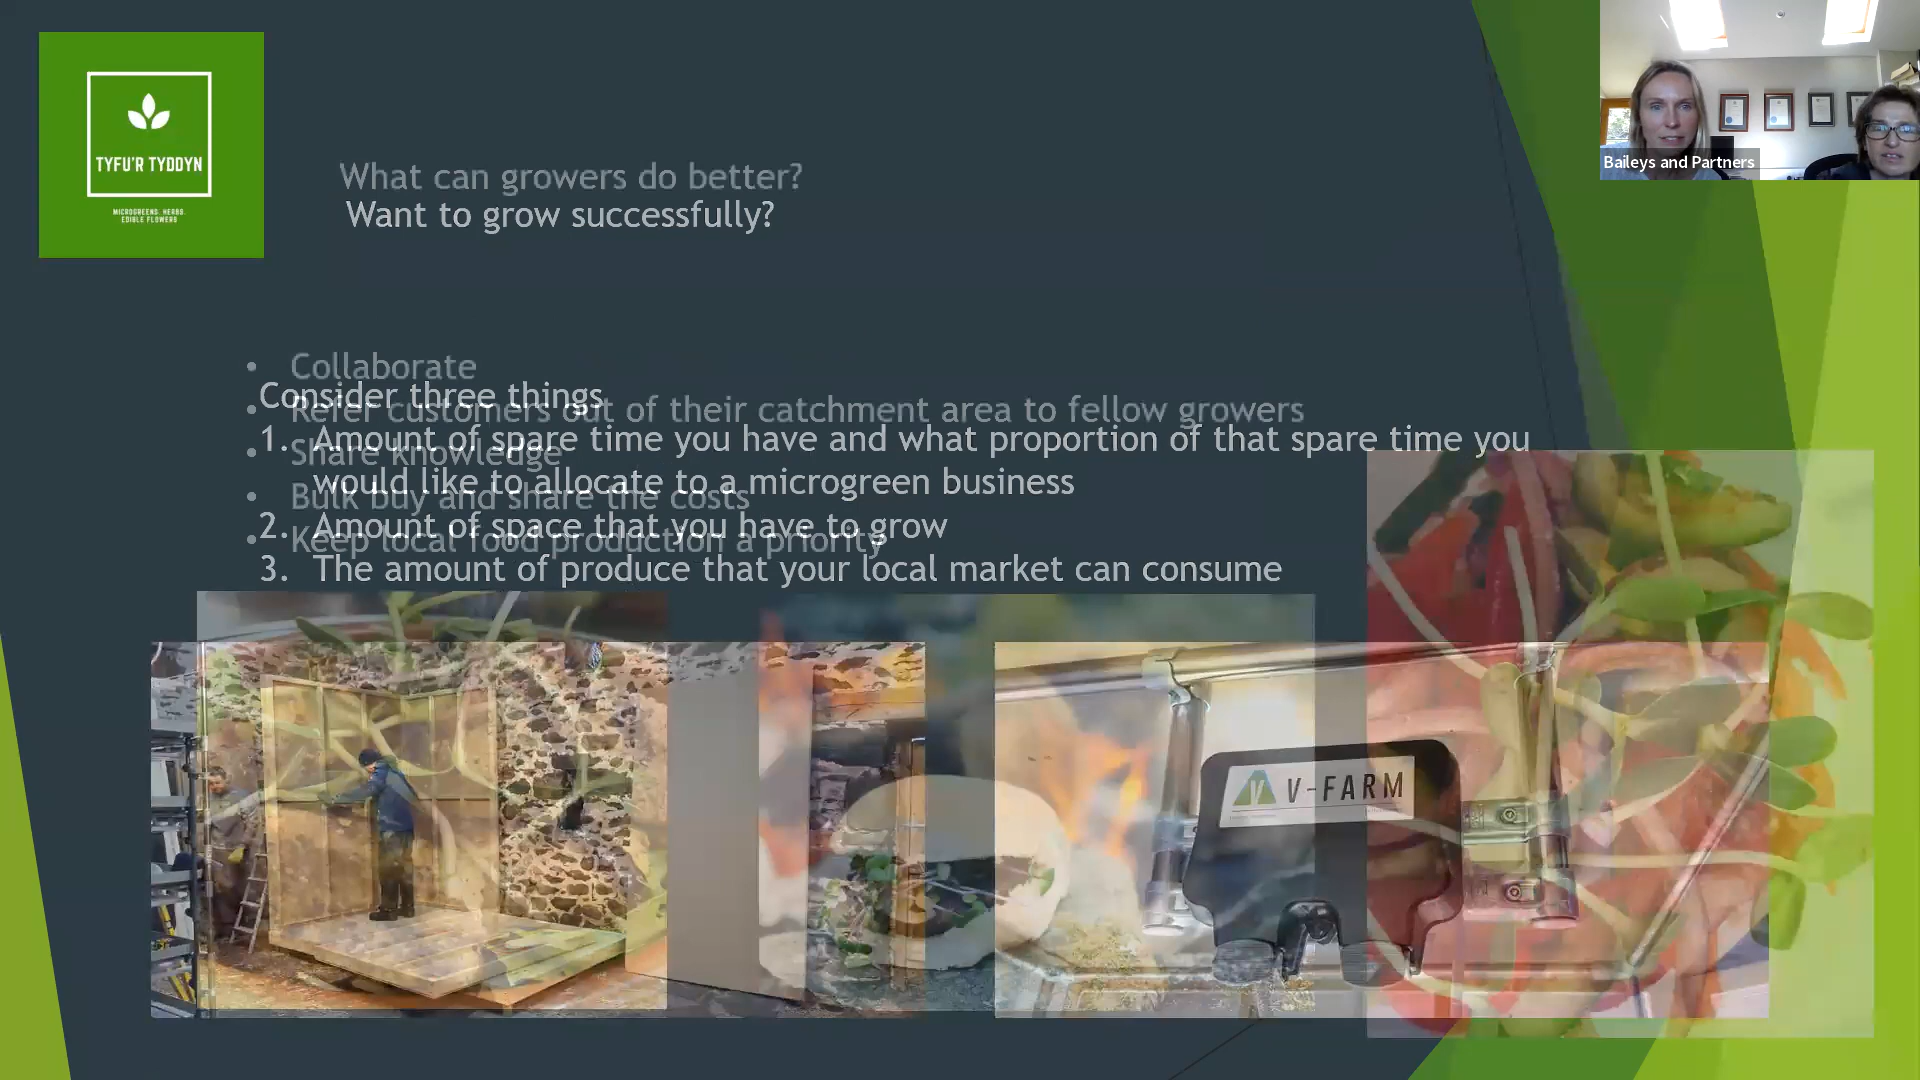 TYFU'R TYDDYN
MICROGREENS. HERBS.
EDIBLE FLOWERS
What can growers do better?
Want to grow successfully?
• Collaborate
Consider three things
• Refer customers out of their catchment area to fellow growers
1. Amount of spare time you have and what proportion of that spare time you
• Share knowledge
would like to allocate to a microgreen business
• Bulk buy and share the costs
2. Amount of space that you have to grow
• Keep local food production a priority
3. The amount of produce that your local market can consume
V-FARM
Baileys and Partners